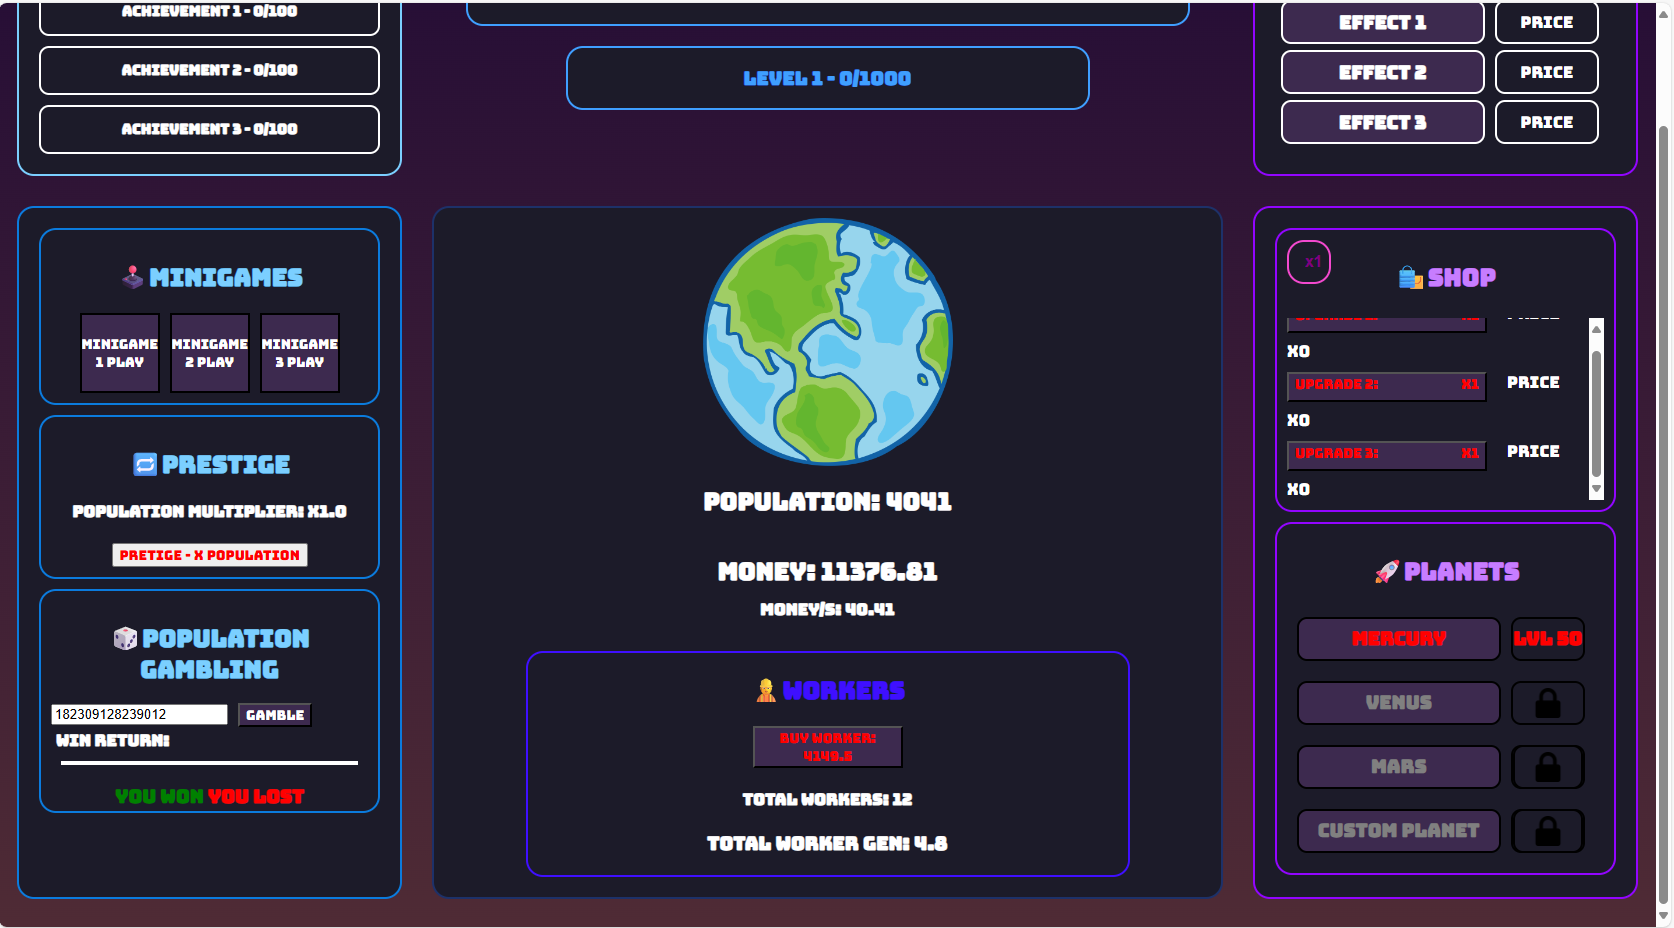 ACHIEVEMENT 1 - 0/100
ACHIEVEMENT 2 - 0/100
ACHIEVEMENT 3 - 0/100
LEVEL 1 - 0/1000
EFFECT 1 PRICE
EFFECT 2 PRICE
EFFECT 3 PRICE
MINIGAMES
MINIGAME
1 PLAY
MINIGAME
2 PLAY
MINIGAME
3 PLAY
PRESTIGE
POPULATION MULTIPLIER: X1.0
PRETIGE - X POPULATION
POPULATION
GAMBLING
182309128239012 GAMBLE
WIN RETURN:
YOU WON YOU LOST
POPULATION: 4041
MONEY: 11376.81
MONEY/S: 40.41
WORKERS
BUY WORKER:
4149.5
TOTAL WORKERS: 12
TOTAL WORKER GEN: 4.8
x1
SHOP
X0
UPGRADE 2: X1 PRICE
X0
UPGRADE 3: X1 PRICE
X0
PLANETS
MERCURY LVL 50
VENUS
MARS
CUSTOM PLANET